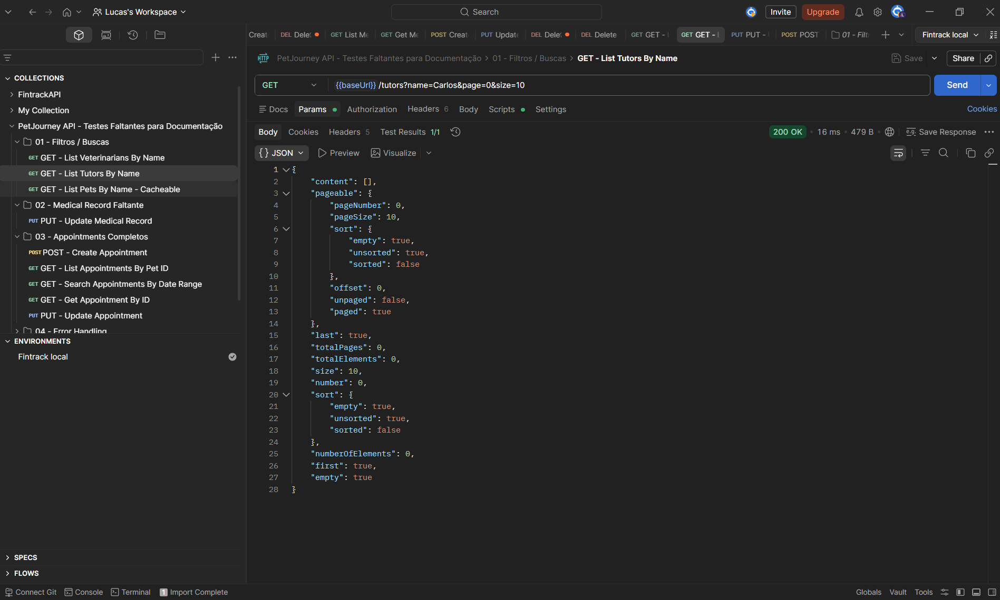 Lucas's Workspace
Search
Invite
Upgrade
Creat
DEL Dele
GET List Me
GET Get Me
POST Creat
PUT Update
DEL Dele
DEL Delete
GET GET -
GET GET -
PUT PUT -
POST POST
01 - Filt
Fintrack local
HTTP
PetJourney API - Testes Faltantes para Documentação > 01 - Filtros / Buscas > GET - List Tutors By Name
Save
Share
COLLECTIONS
FintrackAPI
My Collection
PetJourney API - Testes Faltantes para Documentação
01 - Filtros / Buscas
GET GET - List Veterinarians By Name
GET GET - List Tutors By Name
GET GET - List Pets By Name - Cacheable
02 - Medical Record Faltante
PUT PUT - Update Medical Record
03 - Appointments Completos
POST POST - Create Appointment
GET GET - List Appointments By Pet ID
GET GET - Search Appointments By Date Range
GET GET - Get Appointment By ID
PUT PUT - Update Appointment
04 - Error Handling
ENVIRONMENTS
Fintrack local
SPECS
FLOWS
GET
{{baseUrl}} /tutors?name=Carlos&page=0&size=10
Send
Docs
Params
Authorization
Headers 6
Body
Scripts
Settings
Cookies
Body
Cookies
Headers 5
Test Results 1/1
200 OK
16 ms
479 B
e.g. Save Response
{} JSON
Preview
Visualize
1 {
2 "content": [],
3 "pageable": {
4 "pageNumber": 0,
5 "pageSize": 10,
6 "sort": {
7 "empty": true,
8 "unsorted": true,
9 "sorted": false
10 },
11 "offset": 0,
12 "unpaged": false,
13 "paged": true
14 },
15 "last": true,
16 "totalPages": 0,
17 "totalElements": 0,
18 "size": 10,
19 "number": 0,
20 "sort": {
21 "empty": true,
22 "unsorted": true,
23 "sorted": false
24 },
25 "numberOfElements": 0,
26 "first": true,
27 "empty": true
28 }
Connect Git
Console
Terminal
1 Import Complete
Globals
Vault
Tools